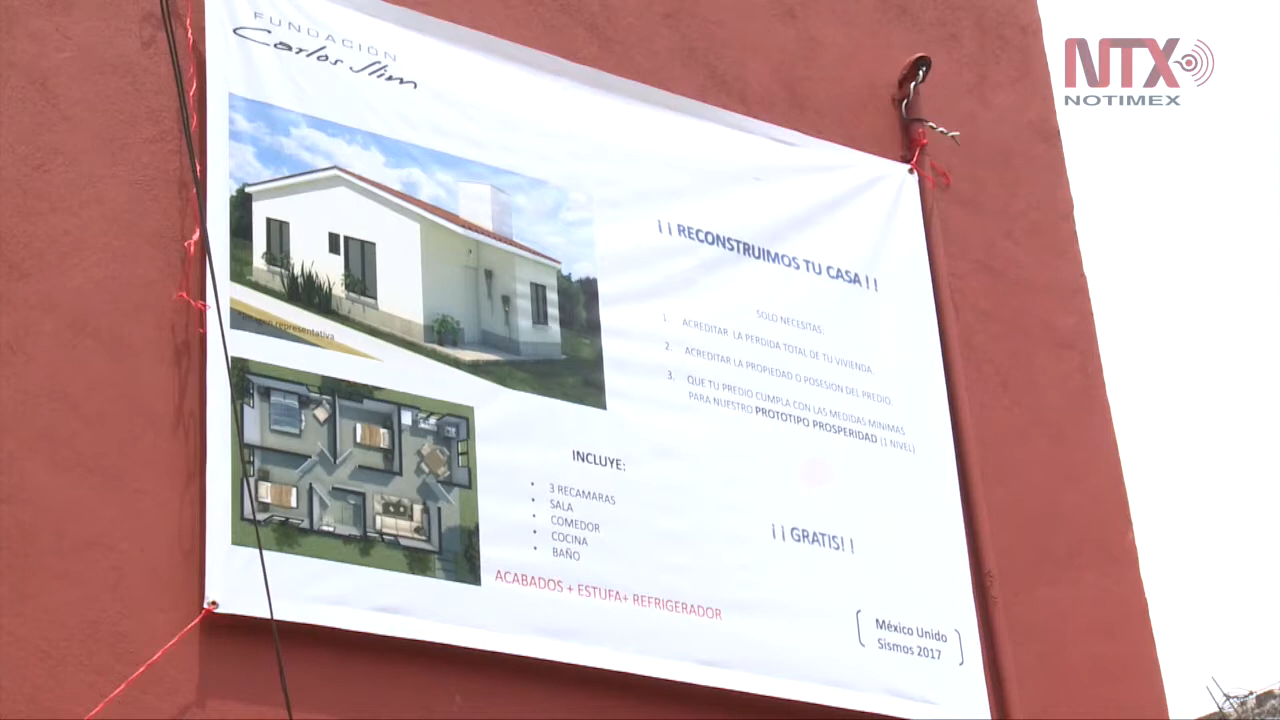 FUNDACIÓN
Carlos Slim
NTX
NOTIMEX
¡¡ RECONSTRUIMOS TU CASA !!
SOLO NECESITAS:
1. ACREDITAR LA PERDIDA TOTAL DE TU VIVIENDA
2. ACREDITAR LA PROPIEDAD O POSESION DEL PREDIO
3. QUE TU PREDIO CUMPLA CON LAS MEDIDAS MINIMAS
PARA NUESTRO PROTOTIPO PROSPERIDAD (1 NIVEL)
*Imagen representativa
INCLUYE:
• 3 RECAMARAS
• SALA
• COMEDOR
• COCINA
• BAÑO
¡¡ GRATIS! !
ACABADOS + ESTUFA+ REFRIGERADOR
México Unido
Sismos 2017